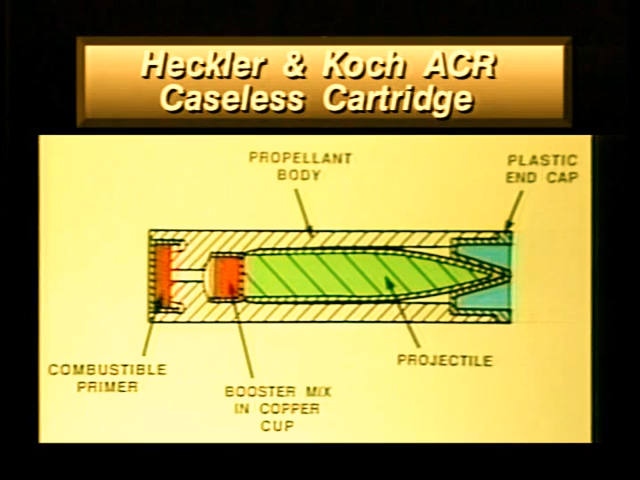 Heckler & Koch ACR
Caseless Cartridge
PROPELLANT
BODY
PLASTIC
END CAP
COMBUSTIBLE
PRIMER
BOOSTER MIX
IN COPPER
CUP
PROJECTILE